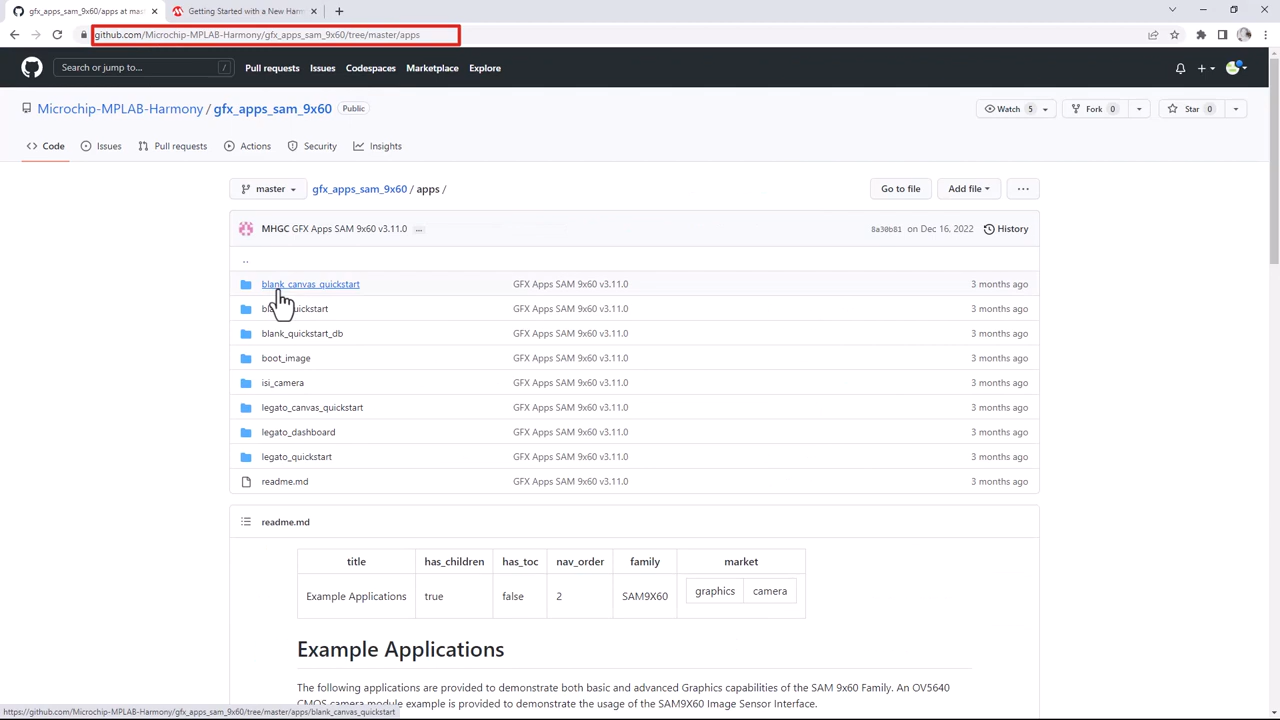 gfx_apps_sam_9x60/apps at mast
Getting Started with a New Harm
github.com/Microchip-MPLAB-Harmony/gfx_apps_sam_9x60/tree/master/apps
Search or jump to... / Pull requests Issues Codespaces Marketplace Explore
Microchip-MPLAB-Harmony / gfx_apps_sam_9x60 Public Watch 5 Fork 0 Star 0
Code Issues Pull requests Actions Security Insights
master gfx_apps_sam_9x60 / apps / Go to file Add file ...
MHGC GFX Apps SAM 9x60 v3.11.0 ... 8a30b81 on Dec 16, 2022 History
..
blank_canvas_quickstart GFX Apps SAM 9x60 v3.11.0 3 months ago
GFX Apps SAM 9x60 v3.11.0 3 months ago
blank_quickstart_db GFX Apps SAM 9x60 v3.11.0 3 months ago
boot_image GFX Apps SAM 9x60 v3.11.0 3 months ago
isi_camera GFX Apps SAM 9x60 v3.11.0 3 months ago
legato_canvas_quickstart GFX Apps SAM 9x60 v3.11.0 3 months ago
legato_dashboard GFX Apps SAM 9x60 v3.11.0 3 months ago
legato_quickstart GFX Apps SAM 9x60 v3.11.0 3 months ago
readme.md GFX Apps SAM 9x60 v3.11.0 3 months ago
readme.md
title has_children has_toc nav_order family market
Example Applications true false 2 SAM9X60 graphics camera
Example Applications
The following applications are provided to demonstrate both basic and advanced Graphics capabilities of the SAM 9x60 Family. An OV5640
CMOS camera module example is provided to demonstrate the usage of the SAM9X60 Image Sensor Interface.
https://github.com/Microchip-MPLAB-Harmony/gfx_apps_sam_9x60/tree/master/apps/blank_canvas_quickstart